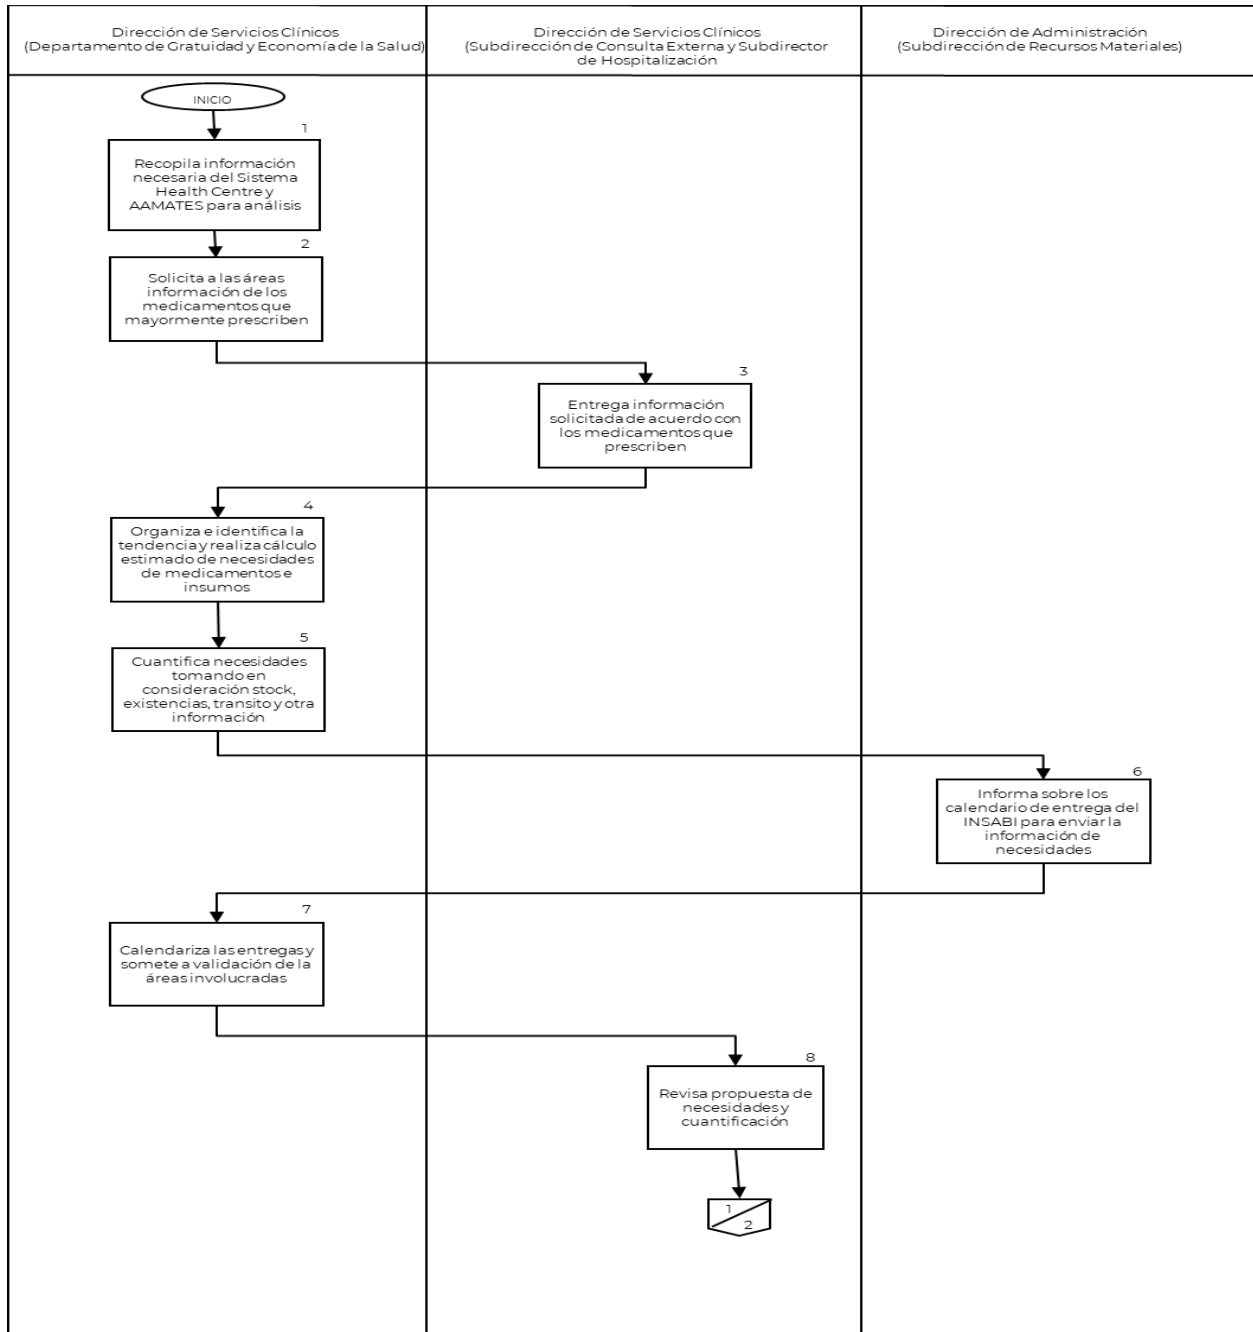 Dirección de Servicios Clínicos
(Departamento de Gratuidad y Economía de la Salud)
Dirección de Servicios Clínicos
(Subdirección de Consulta Externa y Subdirector
de Hospitalización
Dirección de Administración
(Subdirección de Recursos Materiales)
INICIO
1
Recopila información
necesaria del Sistema
Health Centre y
AAMATES para análisis
2
Solicita a las áreas
información de los
medicamentos que
mayormente prescriben
3
Entrega información
solicitada de acuerdo con
los medicamentos que
prescriben
4
Organiza e identifica la
tendencia y realiza cálculo
estimado de necesidades
de medicamentos e
insumos
5
Cuantifica necesidades
tomando en
consideración stock,
existencias, transito y otra
información
6
Informa sobre los
calendario de entrega del
INSABI para enviar la
información de
necesidades
7
Calendariza las entregas y
somete a validación de la
áreas involucradas
8
Revisa propuesta de
necesidades y
cuantificación
1
2